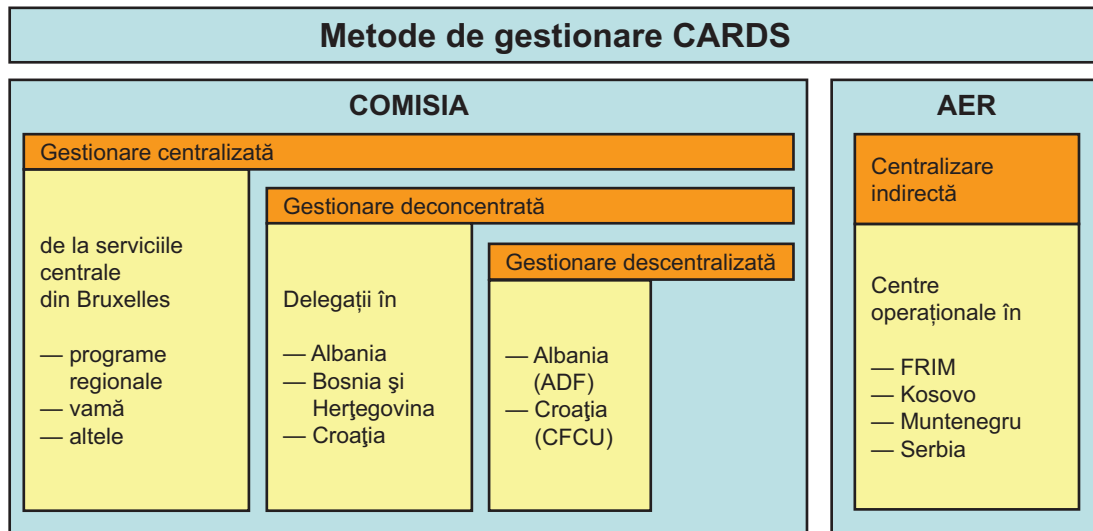 Metode de gestionare CARDS
COMISIA
Gestionare centralizată
de la serviciile
centrale
din Bruxelles
— programe
regionale
— vamă
— altele
Gestionare deconcentrată
Delegații în
— Albania
— Bosnia şi
Herţegovina
— Croaţia
Gestionare descentralizată
— Albania
(ADF)
— Croaţia
(CFCU)
AER
Centralizare
indirectă
Centre
operaționale în
— FRIM
— Kosovo
— Muntenegru
— Serbia